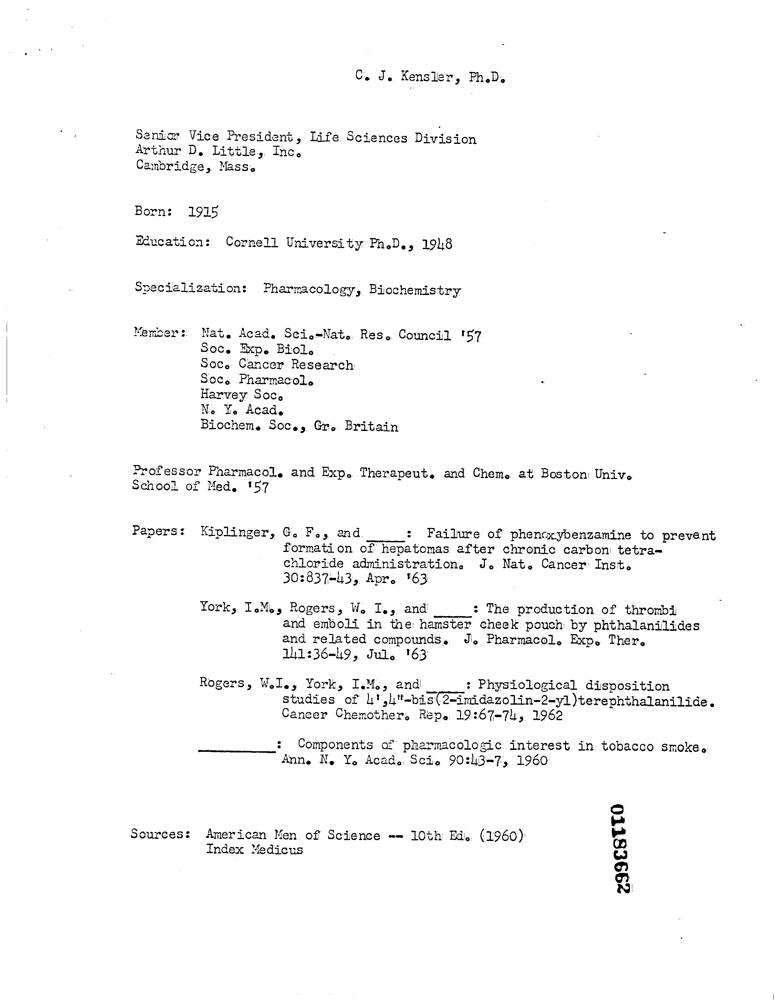 C. J. Kensler, Ph.D.
Senior Vice President, Life Sciences Division
Arthur D. Little, Inc.
Cambridge, Mass.
Born: 1915
Education: Cornell University Ph.D., 1948
Specialization: Pharmacology, Biochemistry
Member: Nat. Acad. Sci.-Nat. Res. Council '57
Soc. Exp. Biol.
Soc. Cancer Research
Soc. Pharmacol.
Harvey Soc.
N. Y. Acad.
Biochem. Soc., Gr. Britain
Professor Pharmacol. and Exp. Therapeut. and Chem. at Boston Univ.
School of Med. '57
Papers: Kiplinger, G. F., and _____: Failure of phenoxybenzamine to prevent
formation of hepatomas after chronic carbon tetra-
chloride administration. J. Nat. Cancer Inst.
30:837-43, Apr. '63
York, I.M., Rogers, W. I., and _____: The production of thrombi
and emboli in the hamster cheek pouch by phthalanilides
and related compounds. J. Pharmacol. Exp. Ther.
141:36-49, Jul. '63
Rogers, W.I., York, I.M., and _____: Physiological disposition
studies of 4',4"-bis(2-imidazolin-2-yl)terephthalanilide.
Cancer Chemother. Rep. 19:67-74, 1962
__________: Components of pharmacologic interest in tobacco smoke.
Ann. N. Y. Acad. Sci. 90:43-7, 1960
Sources: American Men of Science -- 10th Ed. (1960)
Index Medicus
01183662